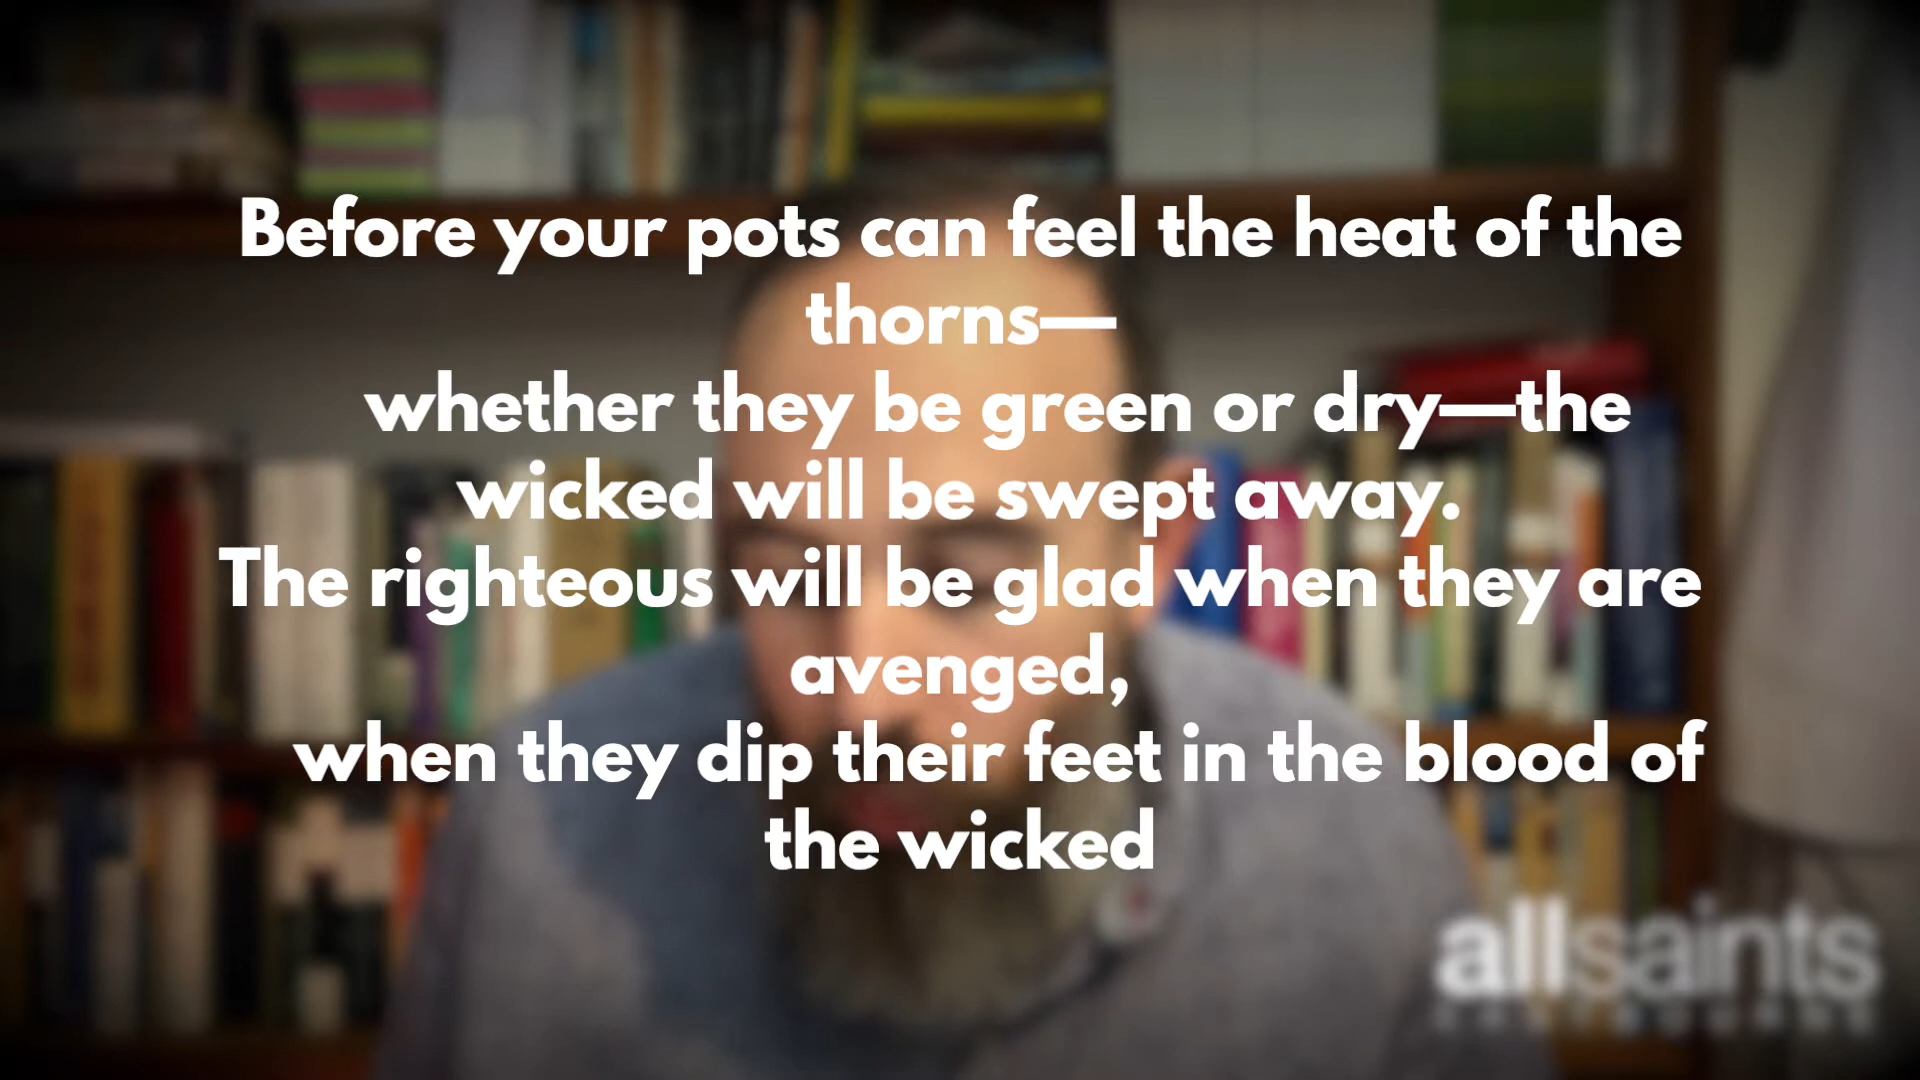 Before your pots can feel the heat of the
thorns—
whether they be green or dry—the
wicked will be swept away.
The righteous will be glad when they are
avenged,
when they dip their feet in the blood of
the wicked
allsaints